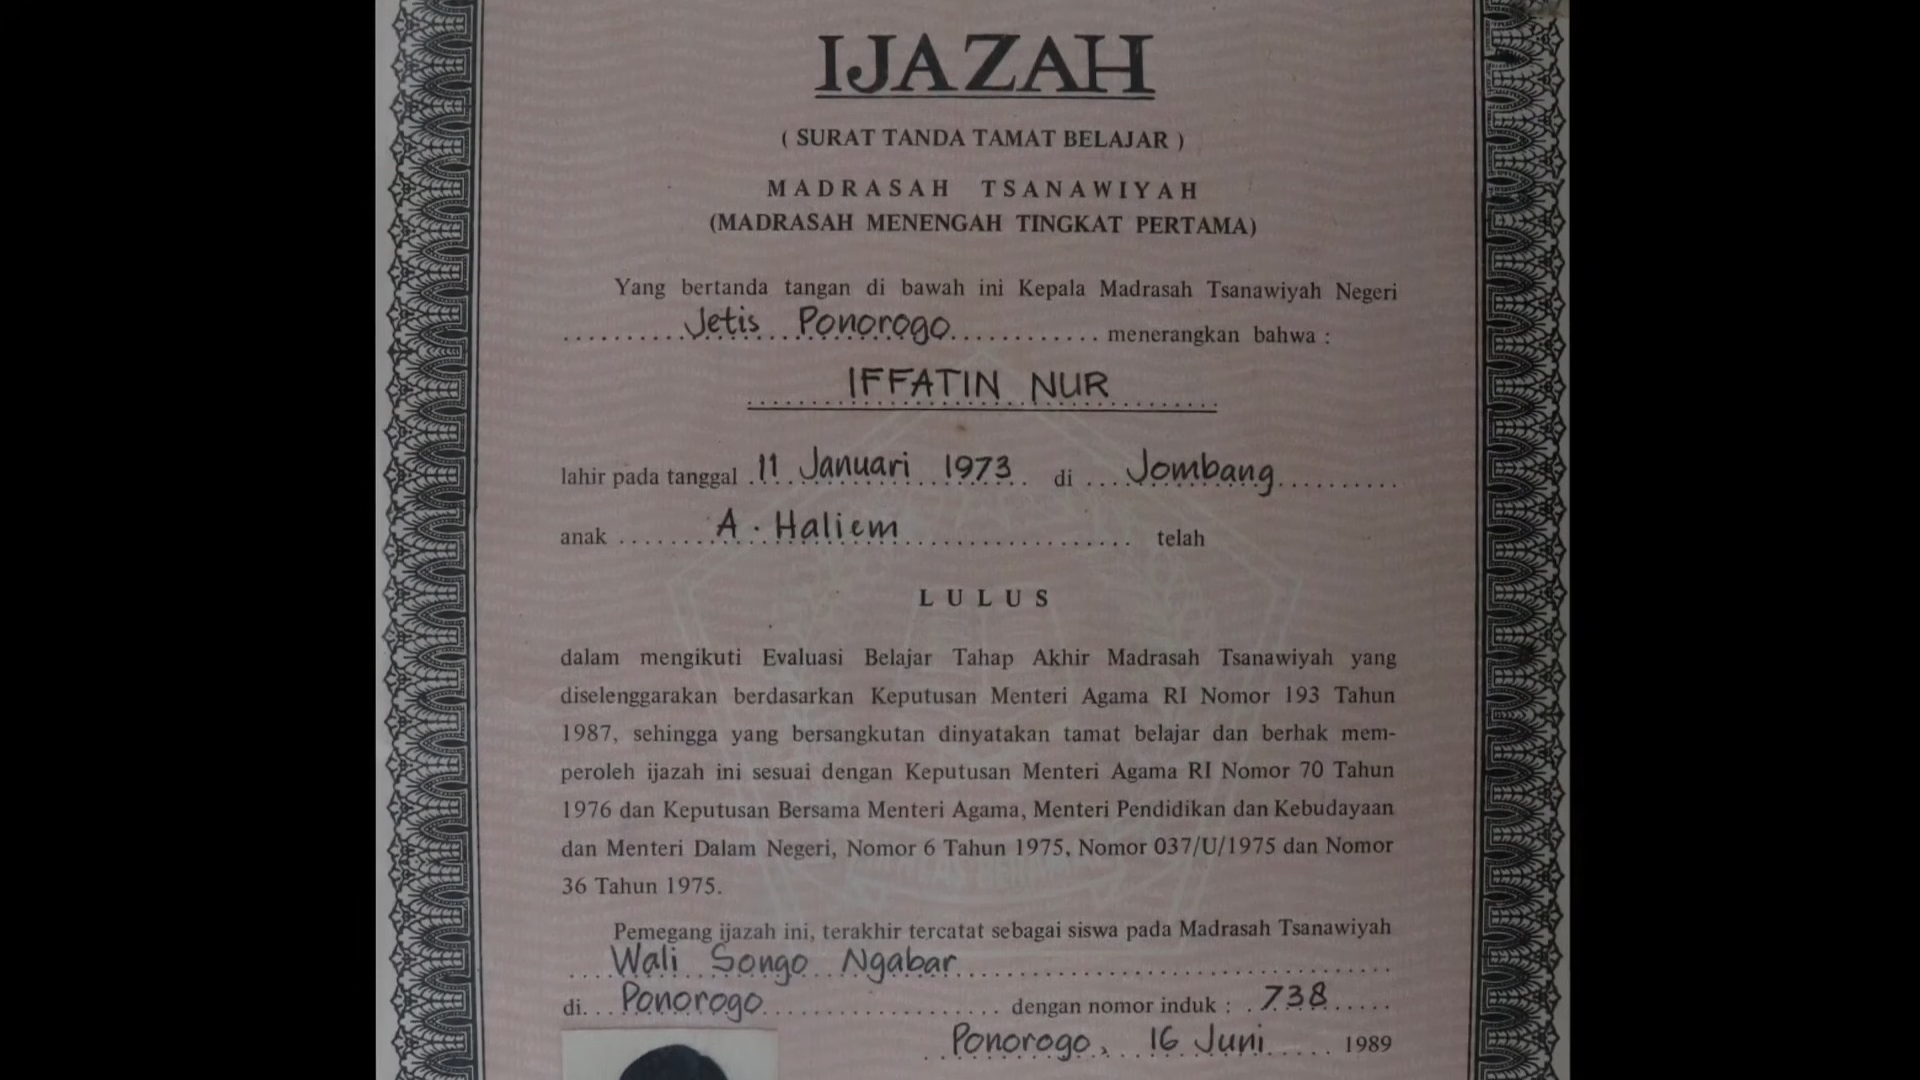 IJAZAH
( SURAT TANDA TAMAT BELAJAR )
MADRASAH TSANAWIYAH
(MADRASAH MENENGAH TINGKAT PERTAMA)
Yang bertanda tangan di bawah ini Kepala Madrasah Tsanawiyah Negeri
Jetis Ponorogo menerangkan bahwa :
IFFATIN NUR
lahir pada tanggal 11 Januari 1973 di Jombang
anak A. Haliem telah
LULUS
dalam mengikuti Evaluasi Belajar Tahap Akhir Madrasah Tsanawiyah yang
diselenggarakan berdasarkan Keputusan Menteri Agama RI Nomor 193 Tahun
1987, sehingga yang bersangkutan dinyatakan tamat belajar dan berhak mem-
peroleh ijazah ini sesuai dengan Keputusan Menteri Agama RI Nomor 70 Tahun
1976 dan Keputusan Bersama Menteri Agama, Menteri Pendidikan dan Kebudayaan
dan Menteri Dalam Negeri, Nomor 6 Tahun 1975, Nomor 037/U/1975 dan Nomor
36 Tahun 1975.
Pemegang ijazah ini, terakhir tercatat sebagai siswa pada Madrasah Tsanawiyah
Wali Songo Ngabar
di Ponorogo dengan nomor induk : 738
Ponorogo, 16 Juni 1989